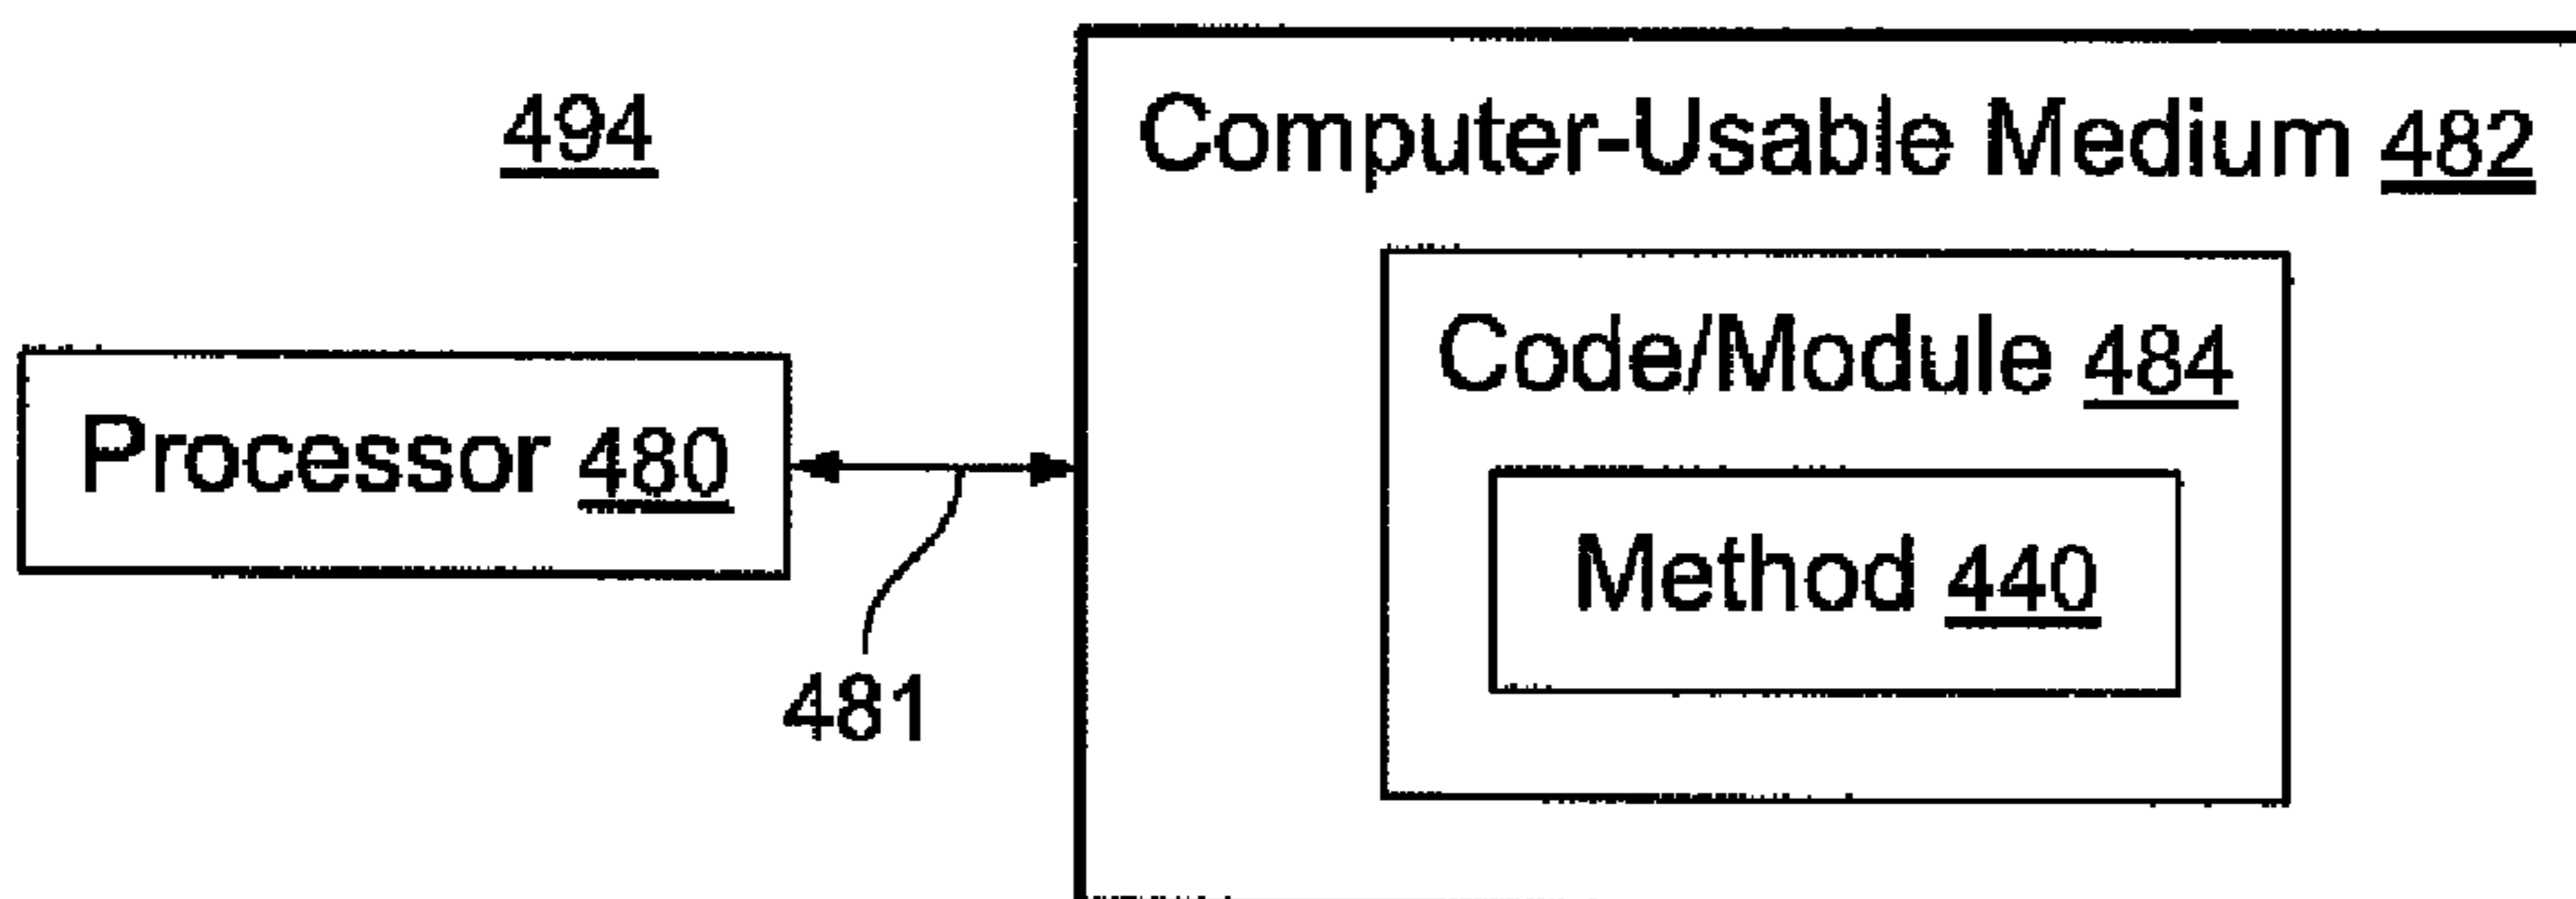 494
Computer-Usable Medium 482
Code/Module 484
Processor 480
Method 440
481